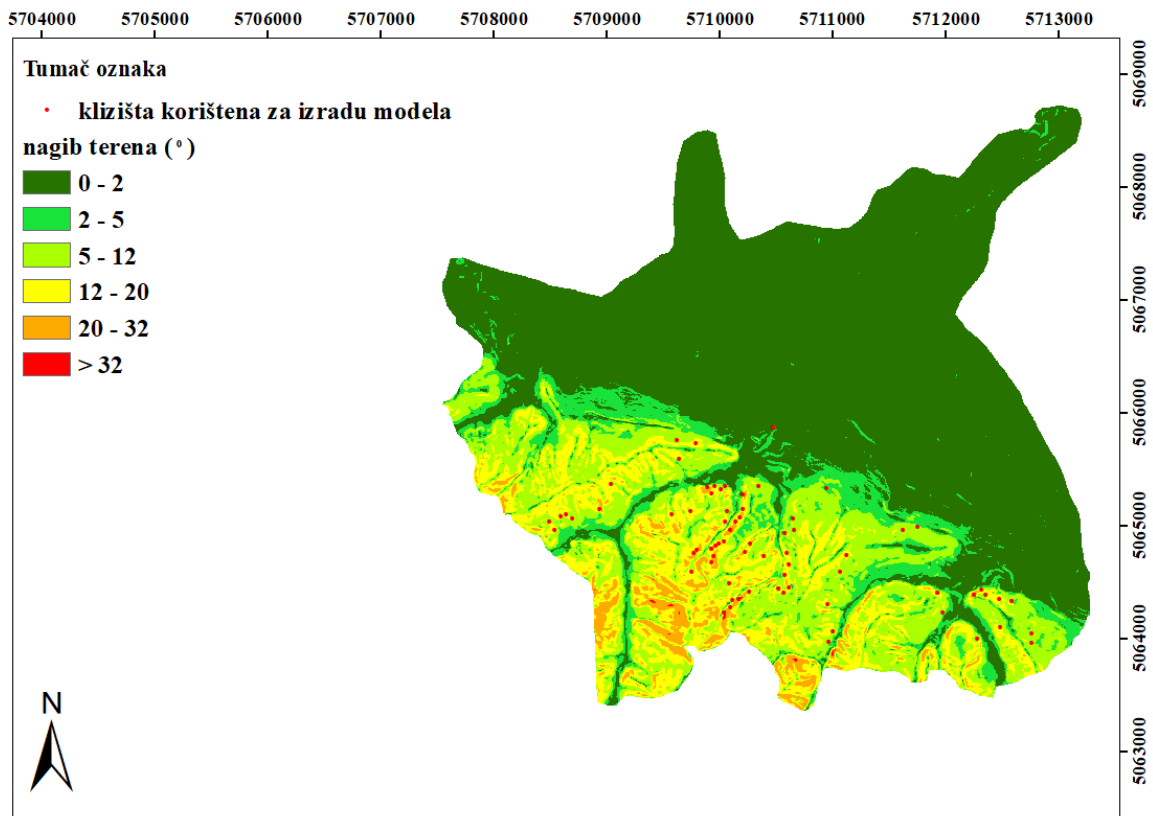 5704000 5705000 5706000 5707000 5708000 5709000 5710000 5711000 5712000 5713000
Tumač oznaka
klizišta korištena za izradu modela
nagib terena (°)
0 - 2
2 - 5
5 - 12
12 - 20
20 - 32
> 32
5069000
5068000
5067000
5066000
5065000
5064000
5063000
N